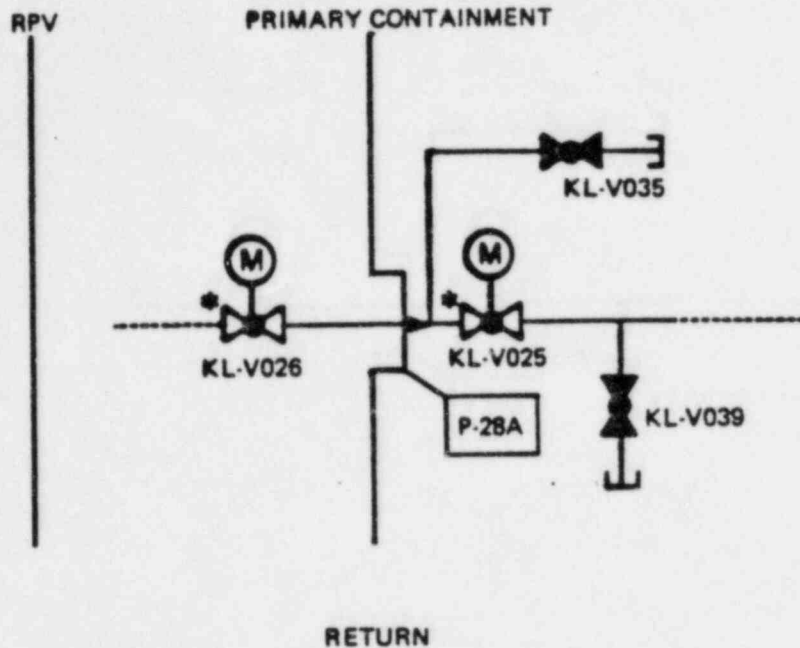 RPV
PRIMARY CONTAINMENT
KL-V035
M
M
*
*
KL-V026
KL-V025
P-28A
KL-V039
RETURN